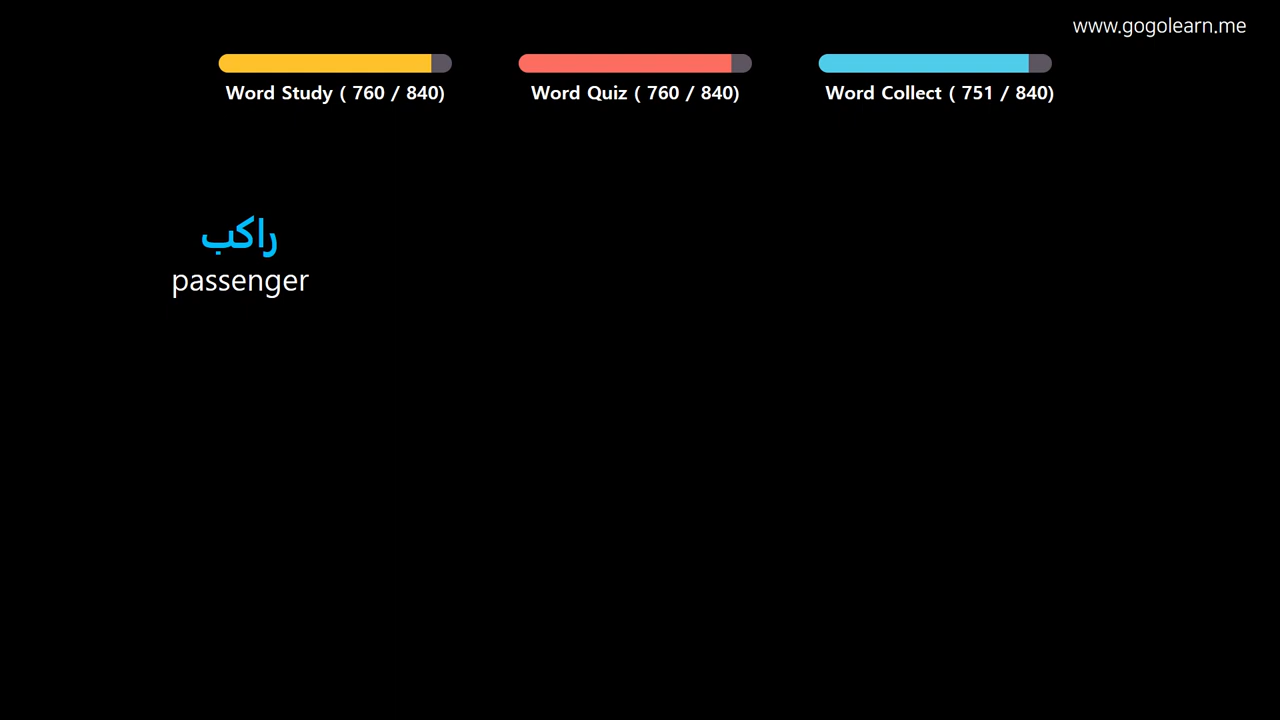 www.gogolearn.me
Word Study ( 760 / 840)
Word Quiz ( 760 / 840)
Word Collect ( 751 / 840)
راكب
passenger